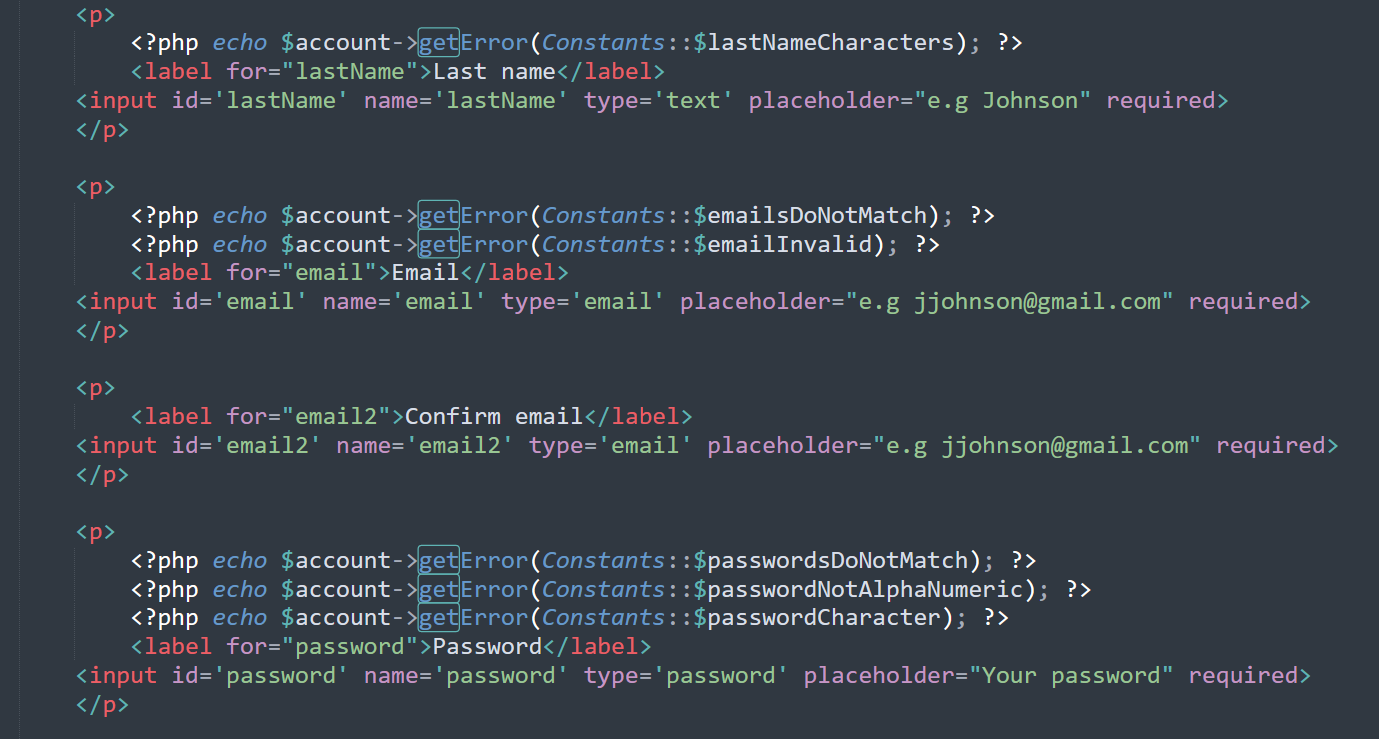 <p>
<?php echo $account->getError(Constants::$lastNameCharacters); ?>
<label for="lastName">Last name</label>
<input id='lastName' name='lastName' type='text' placeholder="e.g Johnson" required>
</p>
<p>
<?php echo $account->getError(Constants::$emailsDoNotMatch); ?>
<?php echo $account->getError(Constants::$emailInvalid); ?>
<label for="email">Email</label>
<input id='email' name='email' type='email' placeholder="e.g jjohnson@gmail.com" required>
</p>
<p>
<label for="email2">Confirm email</label>
<input id='email2' name='email2' type='email' placeholder="e.g jjohnson@gmail.com" required>
</p>
<p>
<?php echo $account->getError(Constants::$passwordsDoNotMatch); ?>
<?php echo $account->getError(Constants::$passwordNotAlphaNumeric); ?>
<?php echo $account->getError(Constants::$passwordCharacter); ?>
<label for="password">Password</label>
<input id='password' name='password' type='password' placeholder="Your password" required>
</p>